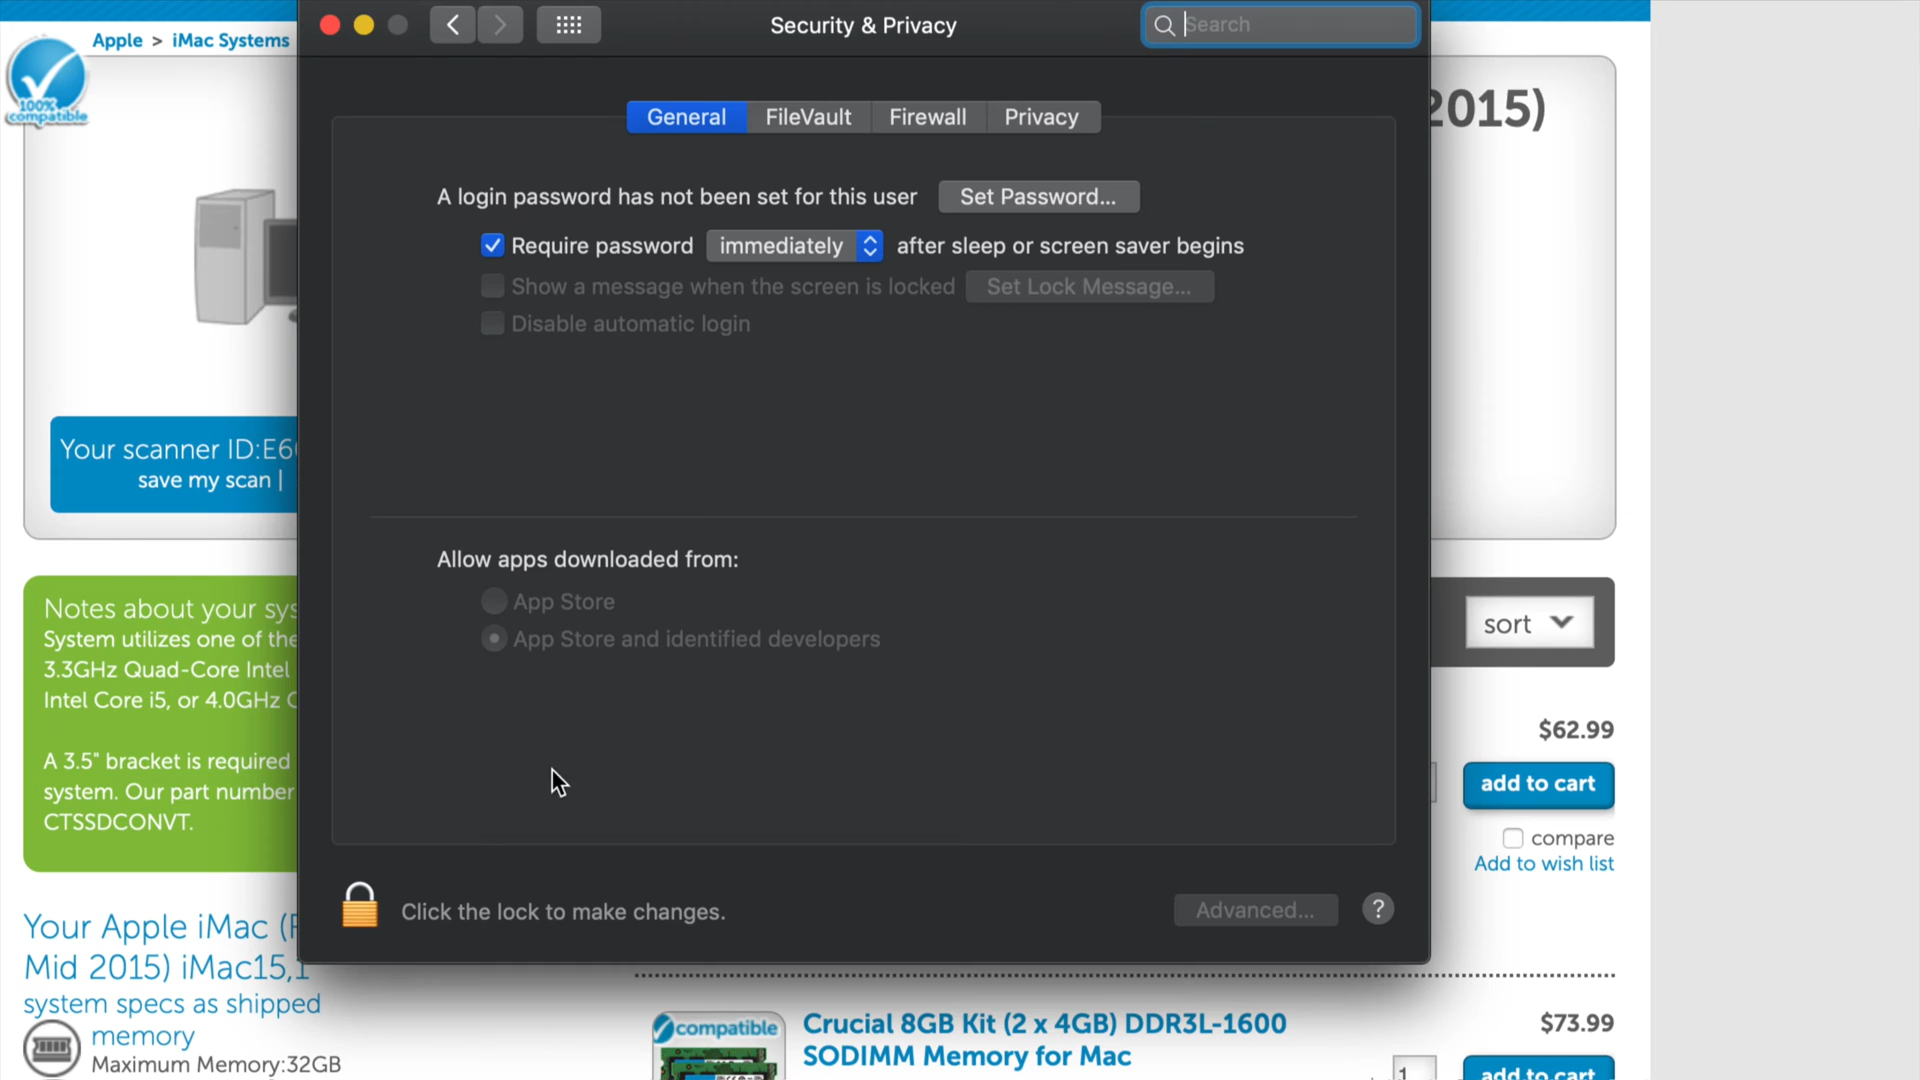 Apple > iMac Systems
100%
compatible
Security & Privacy
Search
2015)
General
FileVault
Firewall
Privacy
A login password has not been set for this user
Set Password...
Require password
immediately
after sleep or screen saver begins
Show a message when the screen is locked
Set Lock Message...
Disable automatic login
Your scanner ID:E6
save my scan |
Allow apps downloaded from:
App Store
App Store and identified developers
Notes about your sys
System utilizes one of the
3.3GHz Quad-Core Intel
Intel Core i5, or 4.0GHz
A 3.5" bracket is required
system. Our part number
CTSSDCONVT.
sort
$62.99
add to cart
compare
Add to wish list
Click the lock to make changes.
Advanced...
?
Your Apple iMac (
Mid 2015) iMac15,1
system specs as shipped
memory
Maximum Memory:32GB
compatible
Crucial 8GB Kit (2 x 4GB) DDR3L-1600
SODIMM Memory for Mac
$73.99
1
add to cart